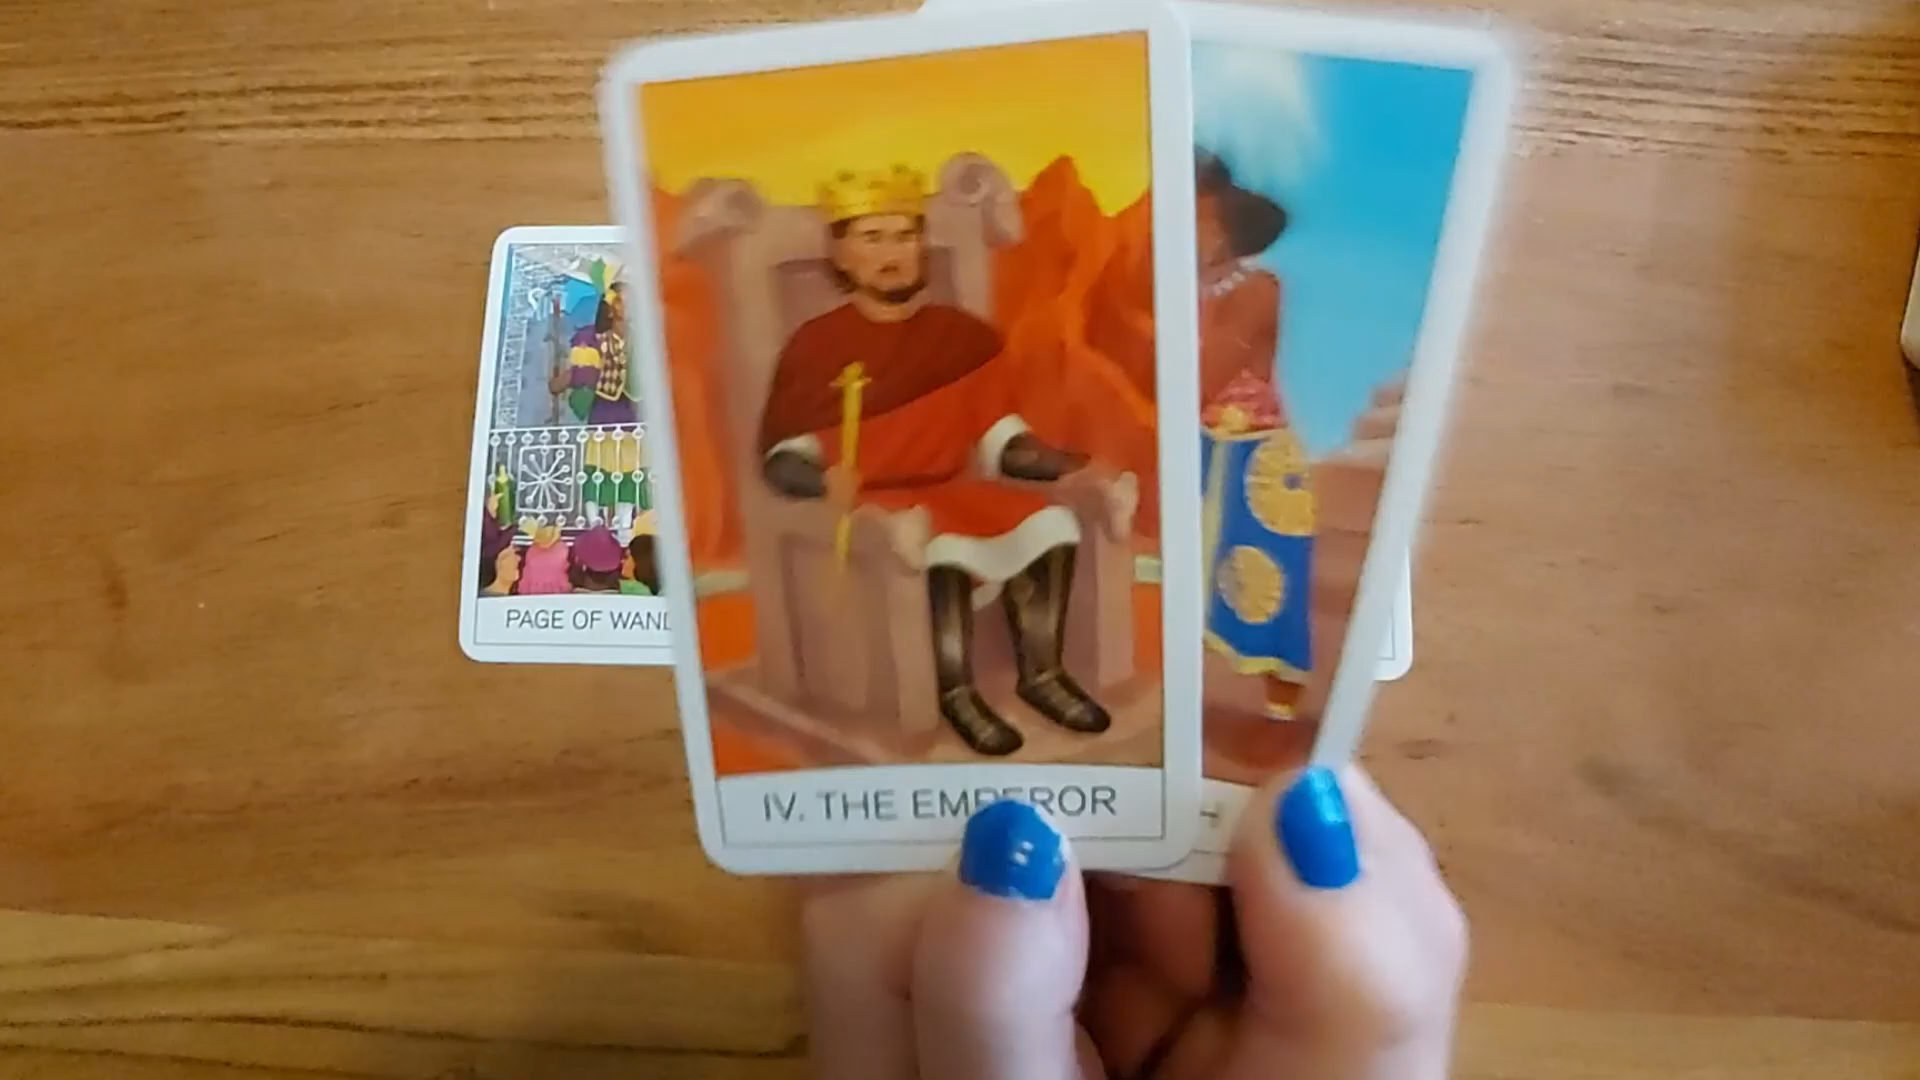 PAGE OF WAND
IV. THE EMPEROR